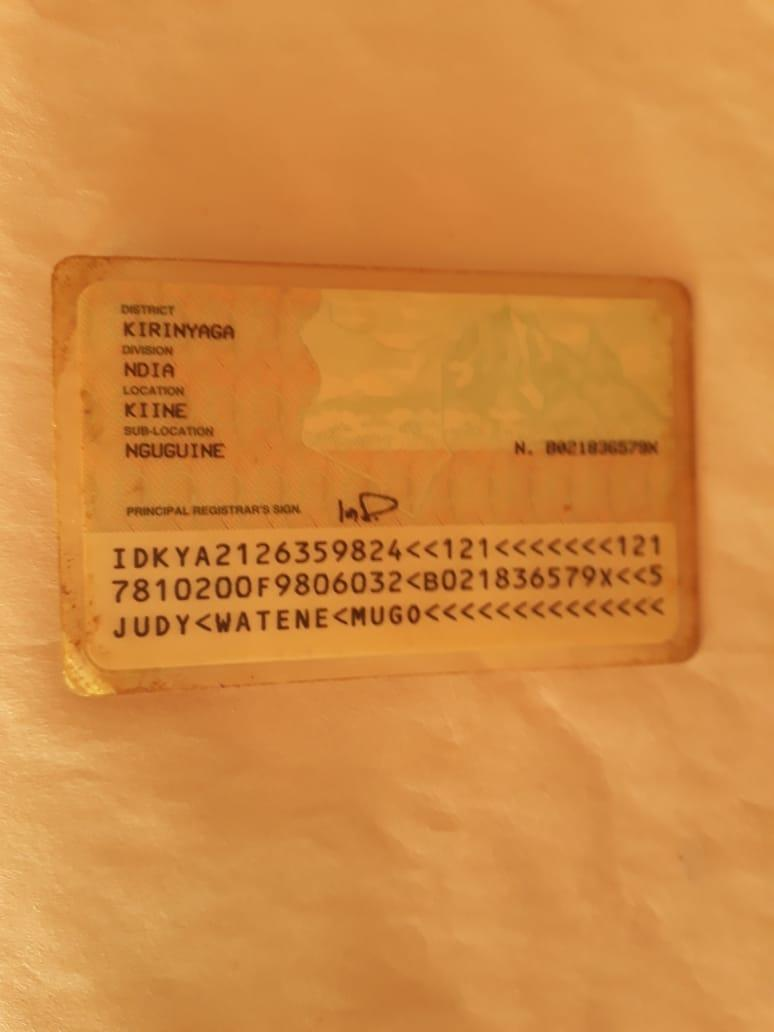 DISTRICT
KIRINYAGA
DIVISION
NDIA
LOCATION
KIINE
SUB-LOCATION
NGUGUINE
N. B021836579X
PRINCIPAL REGISTRAR'S SIGN.
IDKYA2126359824<<121<<<<<<<121
7810200F9806032<B021836579X<<5
JUDY<WATENE<MUGO<<<<<<<<<<<<<<